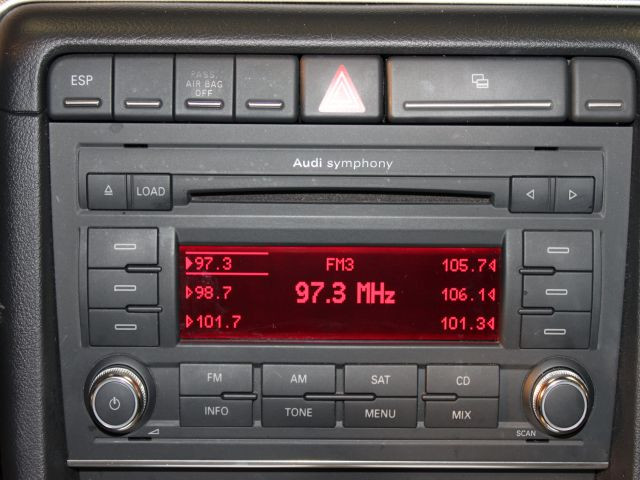 ESP
PASS
AIR BAG
OFF
Audi symphony
LOAD
97.3 FM3 105.7
98.7 97.3 MHz 106.1
101.7 101.3
FM AM SAT CD
INFO TONE MENU MIX
SCAN